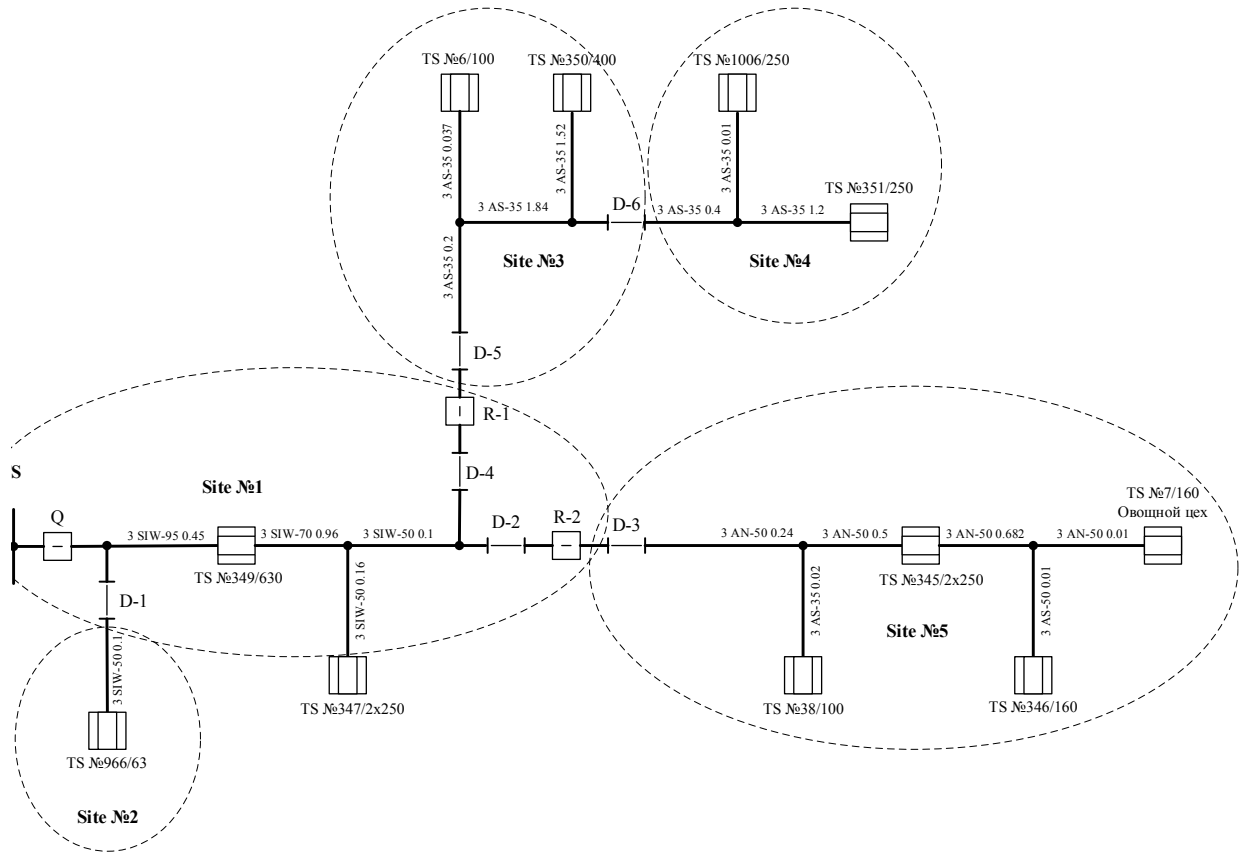 TS №6/100
TS №350/400
TS №1006/250
3 AS-35 0.037
3 AS-35 1.52
3 AS-35 0.01
TS №351/250
3 AS-35 1.84
D-6
3 AS-35 0.4
3 AS-35 1.2
3 AS-35 0.2
Site №3
Site №4
D-5
R-1
S
D-4
Site №1
TS №7/160
Овощной цех
Q
3 SIW-95 0.45
3 SIW-70 0.96
3 SIW-50 0.1
D-2
R-2
D-3
3 AN-50 0.24
3 AN-50 0.5
3 AN-50 0.682
3 AN-50 0.01
TS №349/630
TS №345/2x250
D-1
3 SIW-50 0.16
3 AS-35 0.02
3 AS-50 0.01
Site №5
3 SIW-50 0.1
TS №347/2x250
TS №38/100
TS №346/160
TS №966/63
Site №2